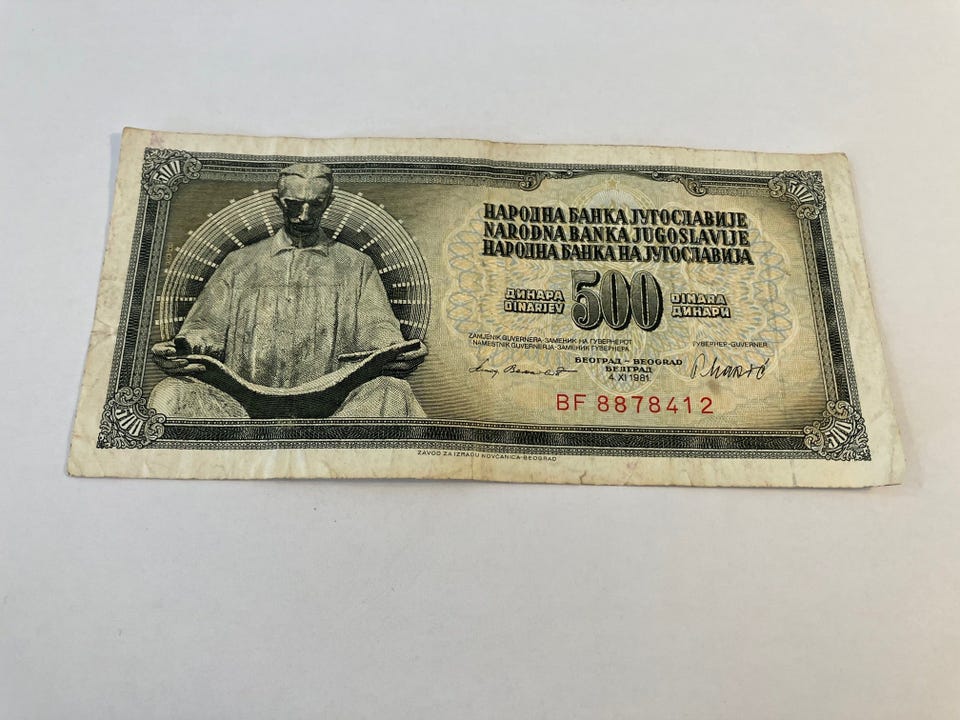 НАРОДНА БАНКА ЈУГОСЛАВИЈЕ
NARODNA BANKA JUGOSLAVIJE
НАРОДНА БАНКА НА ЈУГОСЛАВИЈА
ДИНАРА 500 DINARA
DINARJEV ДИНАРИ
ZAMJENIK GUVERNERA-ЗАМЕНИК НА ГУВЕРНЕРОТ ГУВЕРНЕР-GUVERNER
NAMESTNIK GUVERNERJA-ЗАМЕНИК ГУВЕРНЕРА
БЕОГРАД - BEOGRAD
БЕЛГРАД
4.XI 1981.
BF 8878412
ZAVOD ZA IZRADU NOVČANICA-BEOGRAD